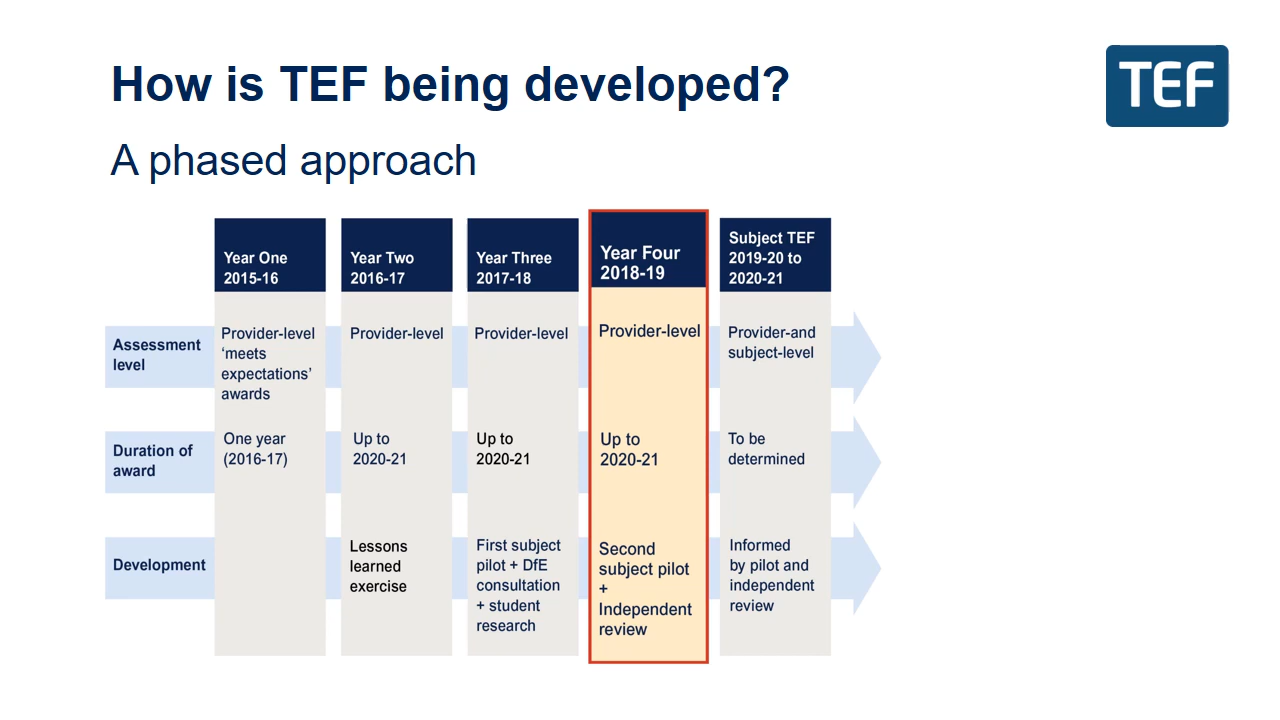 How is TEF being developed?
TEF
A phased approach
Year One
2015-16
Year Two
2016-17
Year Three
2017-18
Year Four
2018-19
Subject TEF
2019-20 to
2020-21
Assessment
level
Provider-level
‘meets
expectations’
awards
Provider-level
Provider-level
Provider-level
Provider-and
subject-level
Duration of
award
One year
(2016-17)
Up to
2020-21
Up to
2020-21
Up to
2020-21
To be
determined
Development
Lessons
learned
exercise
First subject
pilot + DfE
consultation
+ student
research
Second
subject pilot
+
Independent
review
Informed
by pilot and
independent
review